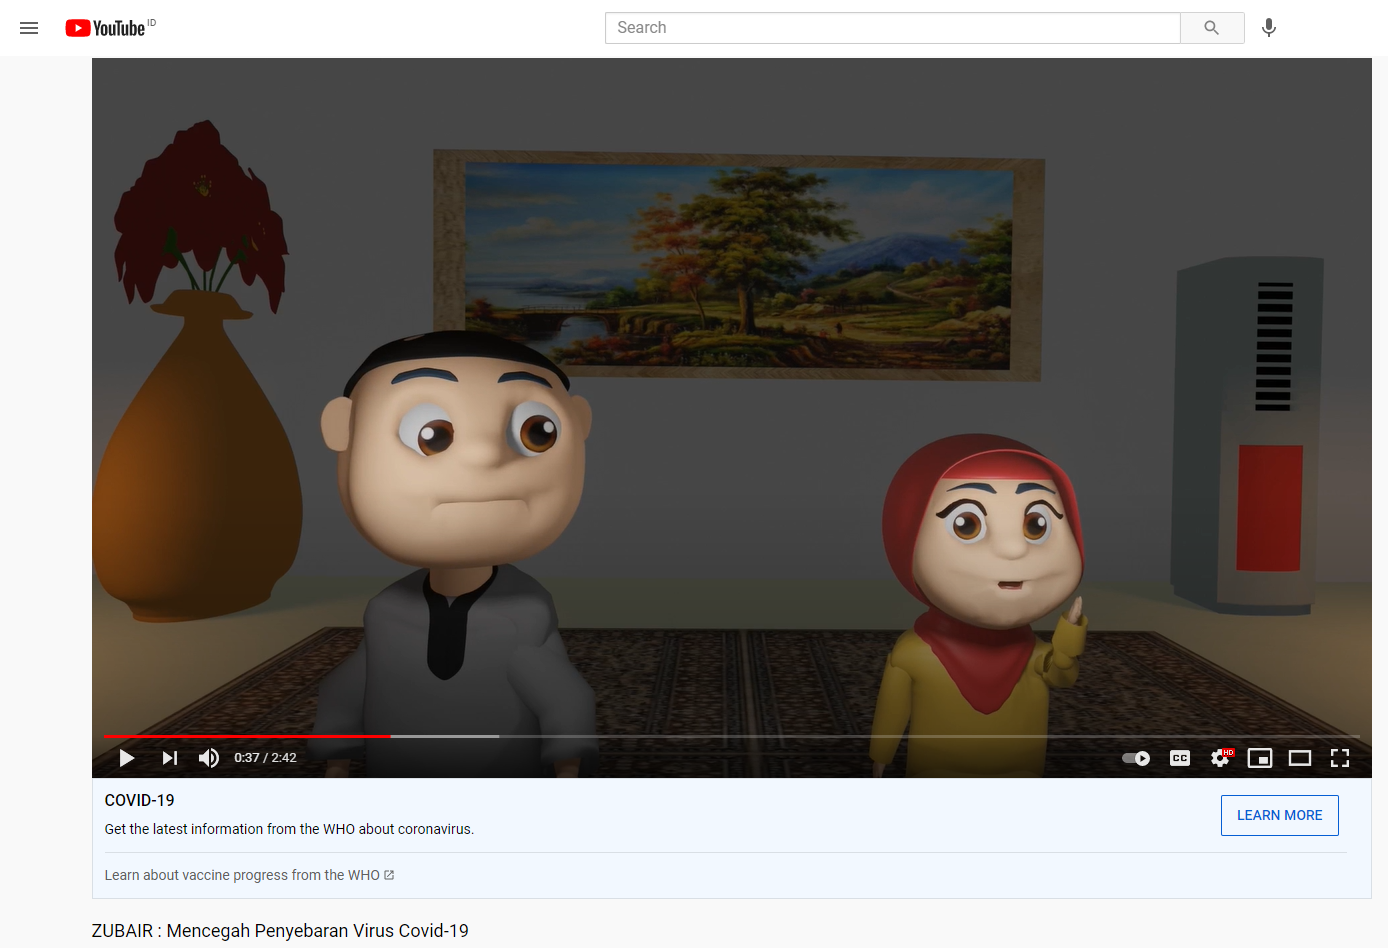 YouTube ID
Search
0:37 / 2:42
CC
HD
COVID-19
Get the latest information from the WHO about coronavirus.
LEARN MORE
Learn about vaccine progress from the WHO
ZUBAIR : Mencegah Penyebaran Virus Covid-19